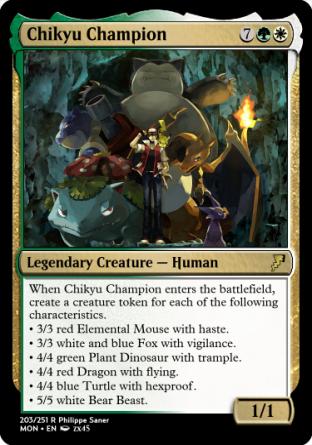 Chikyu Champion 7
Legendary Creature — Human
When Chikyu Champion enters the battlefield,
create a creature token for each of the following
characteristics.
• 3/3 red Elemental Mouse with haste.
• 3/3 white and blue Fox with vigilance.
• 4/4 green Plant Dinosaur with trample.
• 4/4 red Dragon with flying.
• 4/4 blue Turtle with hexproof.
• 5/5 white Bear Beast.
1/1
203/251 R Philippe Saner
MON • EN ZX45